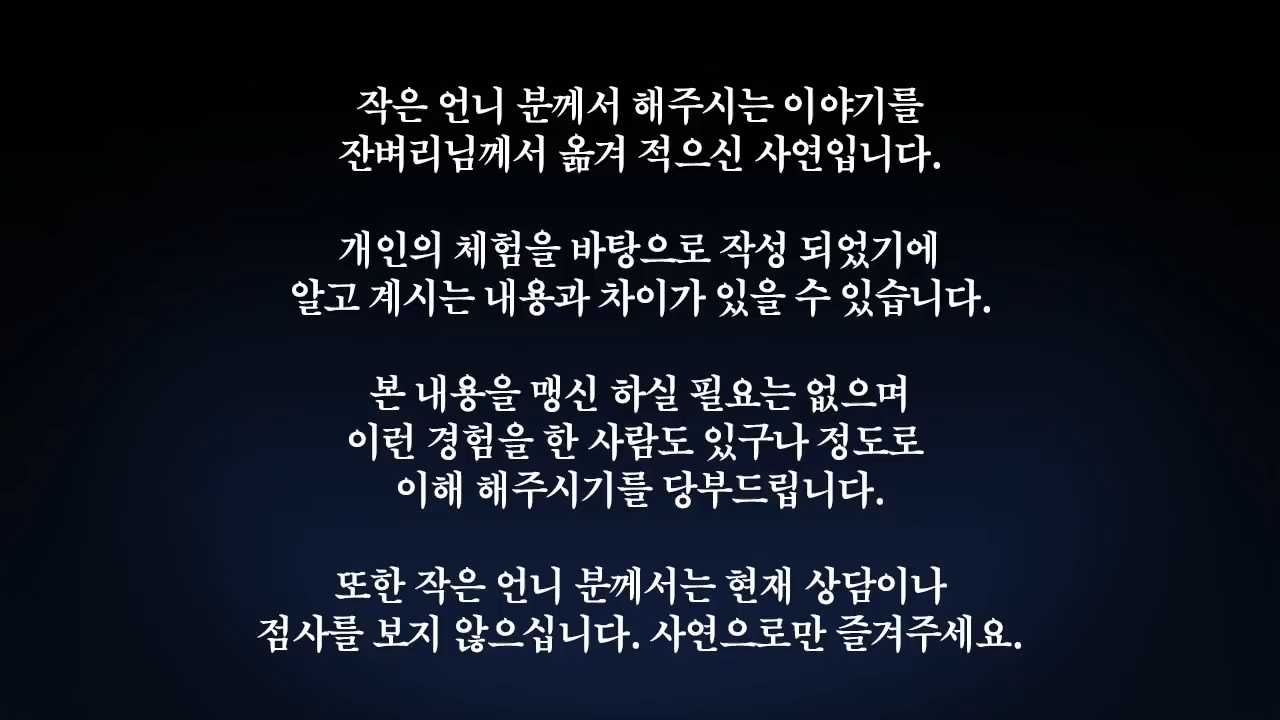 작은 언니 분께서 해주시는 이야기를
잔벼리님께서 옮겨 적으신 사연입니다.
개인의 체험을 바탕으로 작성 되었기에
알고 계시는 내용과 차이가 있을 수 있습니다.
본 내용을 맹신 하실 필요는 없으며
이런 경험을 한 사람도 있구나 정도로
이해 해주시기를 당부드립니다.
또한 작은 언니 분께서는 현재 상담이나
점사를 보지 않으십니다. 사연으로만 즐겨주세요.